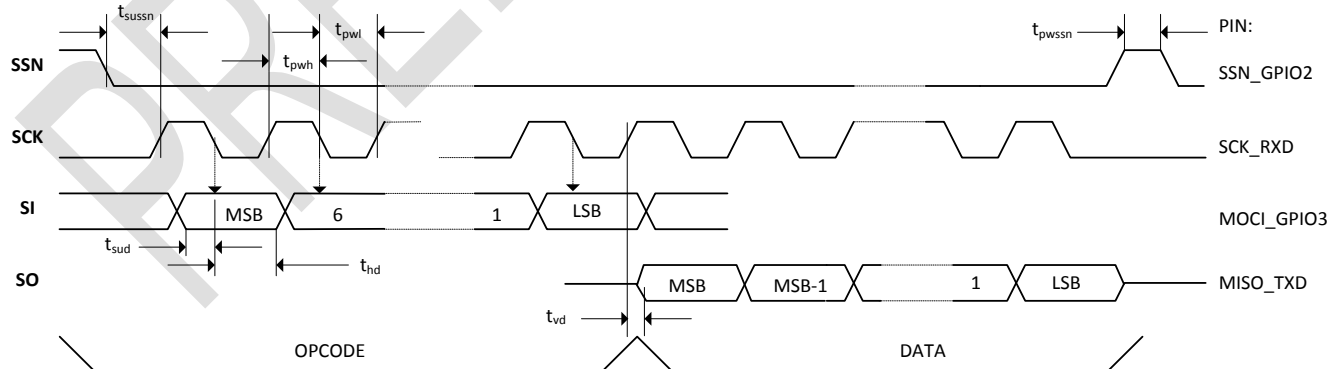 t_sussn t_pwl t_pwssn PIN:
SSN t_pwh SSN_GPIO2
SCK SCK_RXD
SI MSB 6 1 LSB MOCI_GPIO3
t_sud t_hd
SO MSB MSB-1 1 LSB MISO_TXD
t_vd
OPCODE DATA
PRE